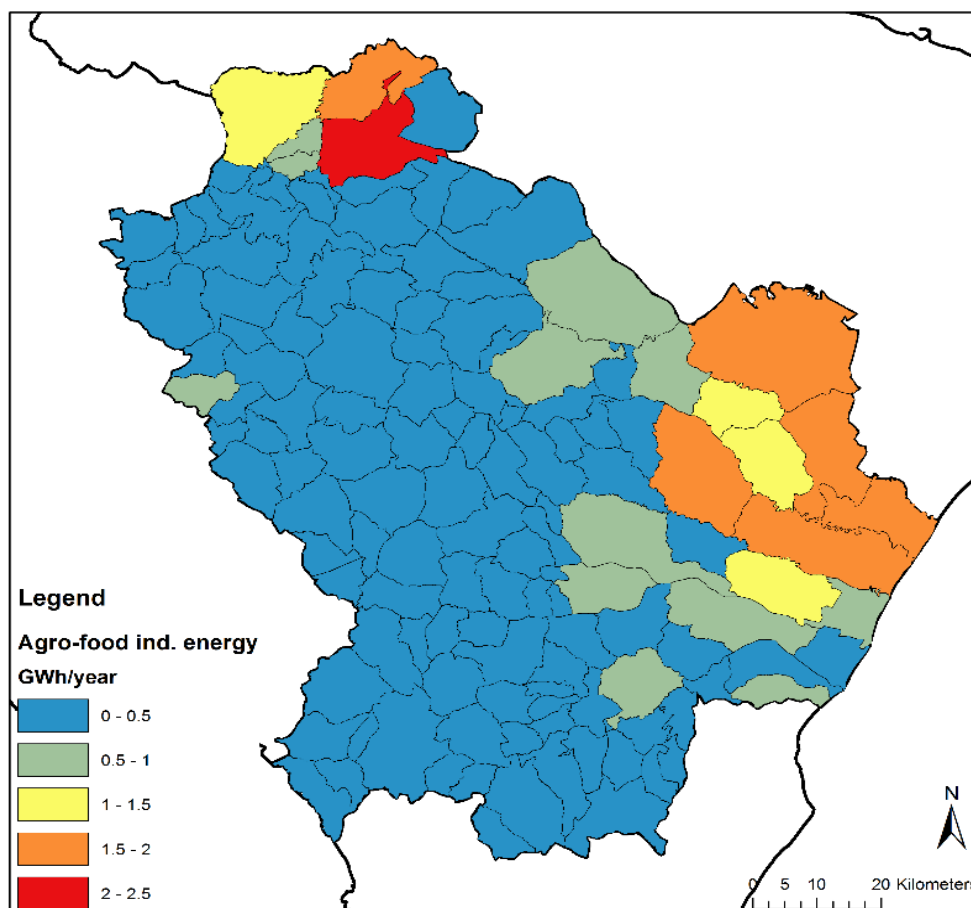 Legend
Agro-food ind. energy
GWh/year
0 - 0.5
0.5 - 1
1 - 1.5
1.5 - 2
2 - 2.5
N
0 5 10 20 Kilometers